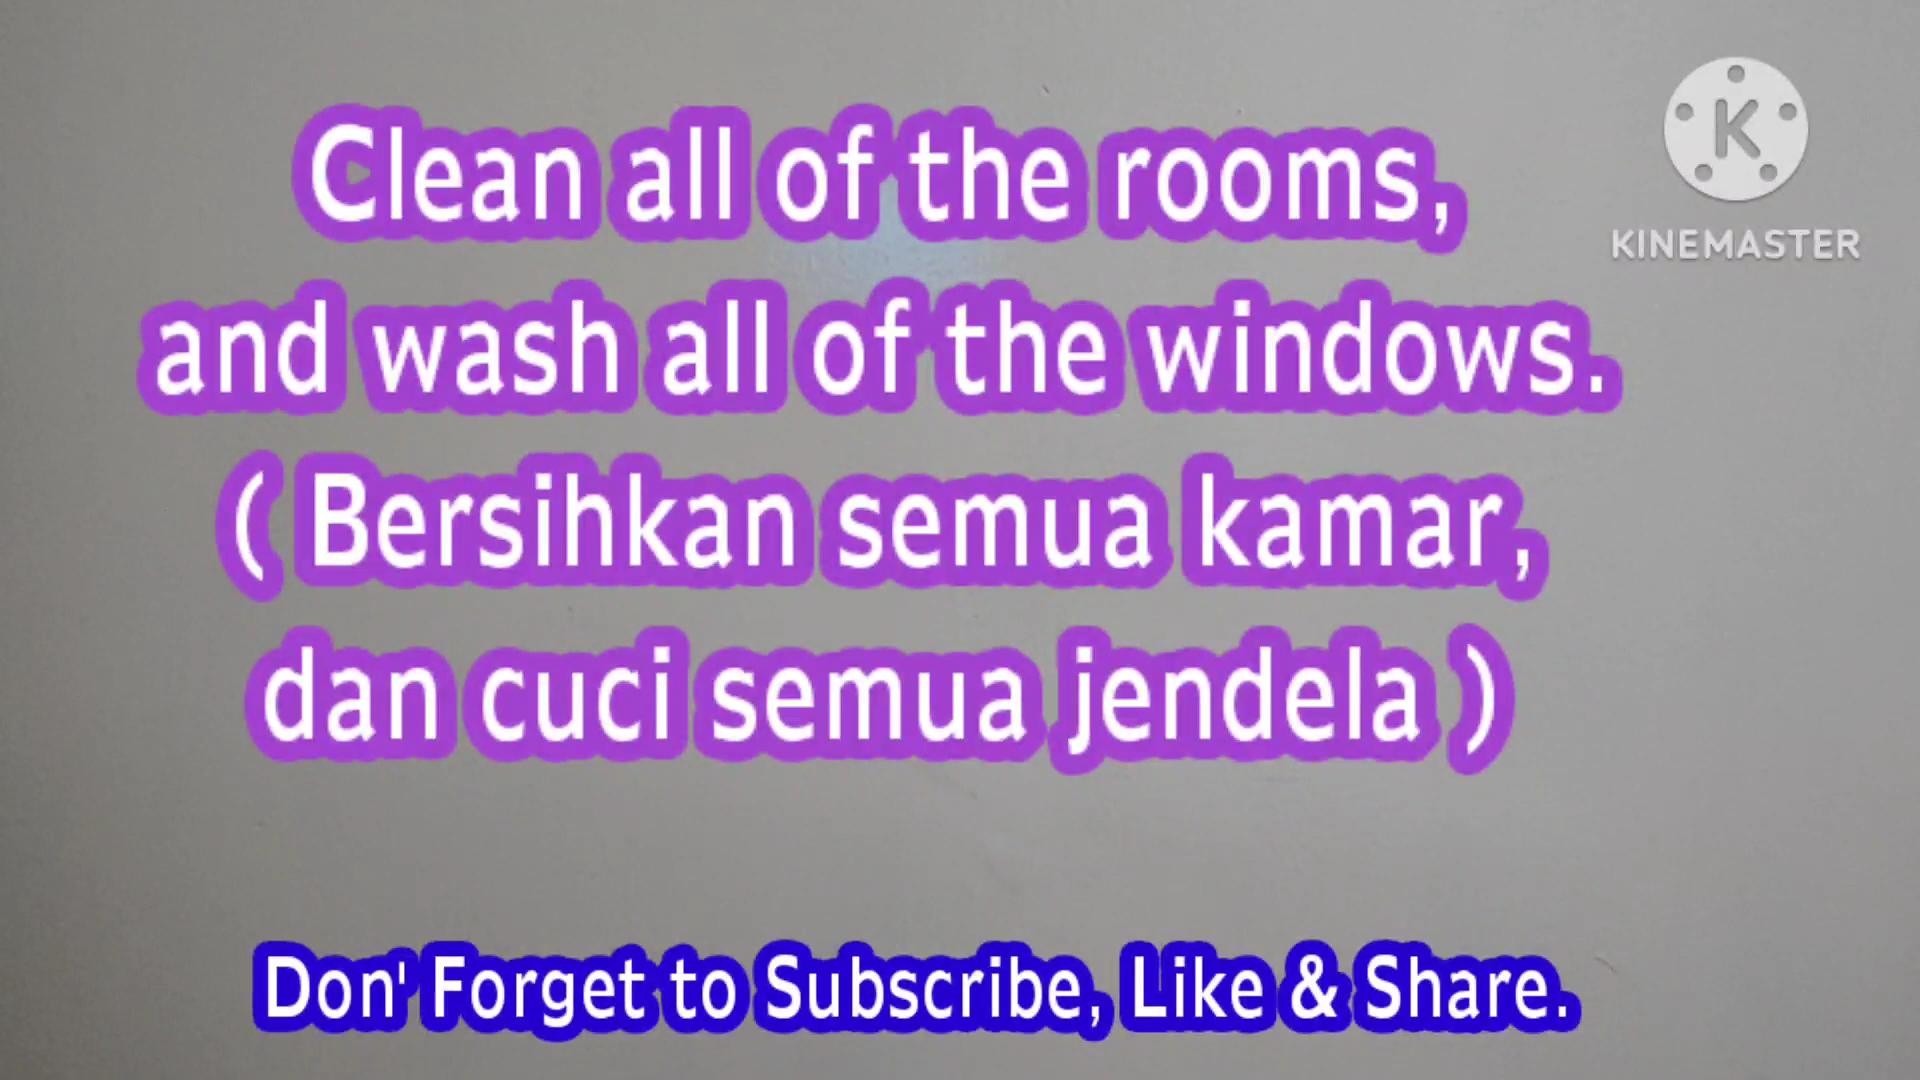 Clean all of the rooms,
and wash all of the windows.
( Bersihkan semua kamar,
dan cuci semua jendela )
Don' Forget to Subscribe, Like & Share.
K
KINEMASTER